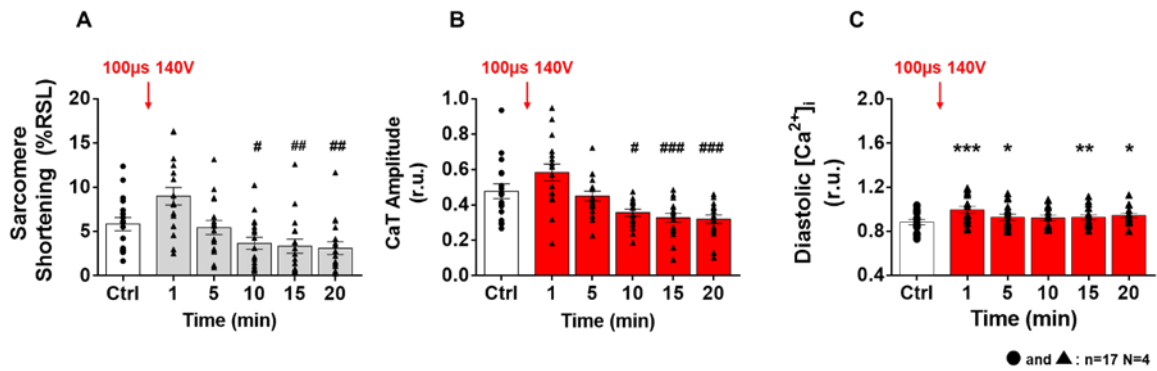 A
B
C
100μs 140V
100μs 140V
100μs 140V
Sarcomere
Shortening (%RSL)
20
15
10
5
0
#
##
##
Ctrl
1
5
10
15
20
Time (min)
CaT Amplitude
(r.u.)
1.0
0.8
0.6
0.4
0.2
0.0
#
###
###
Ctrl
1
5
10
15
20
Time (min)
Diastolic [Ca²⁺]ᵢ
(r.u.)
2.0
1.6
1.2
0.8
0.4
***
*
**
*
Ctrl
1
5
10
15
20
Time (min)
● and ▲ : n=17 N=4